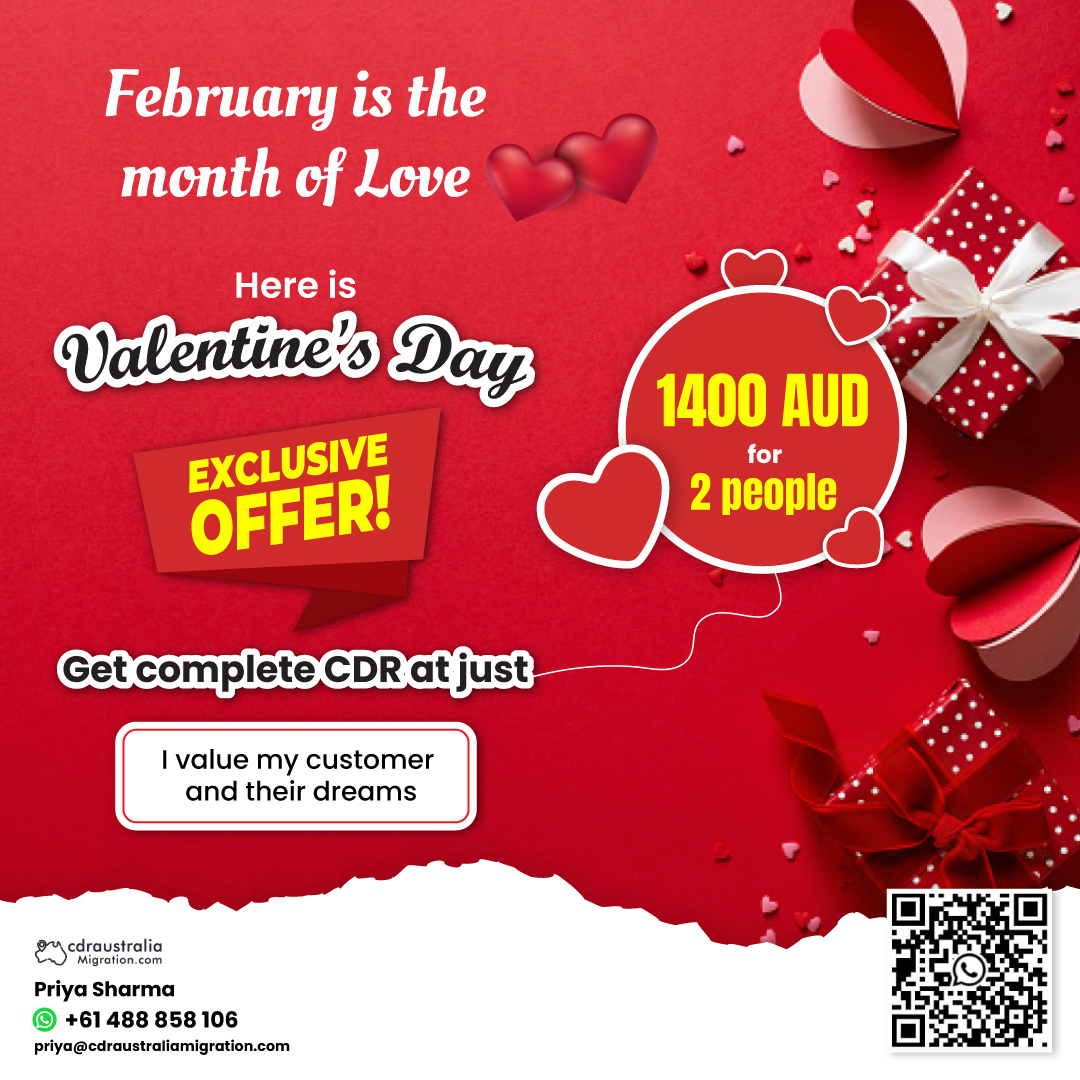 February is the
month of Love
Here is
Valentine's Day
EXCLUSIVE
OFFER!
1400 AUD
for
2 people
Get complete CDR at just
I value my customer
and their dreams
cdraustralia
Migration.com
Priya Sharma
+61 488 858 106
priya@cdraustraliamigration.com